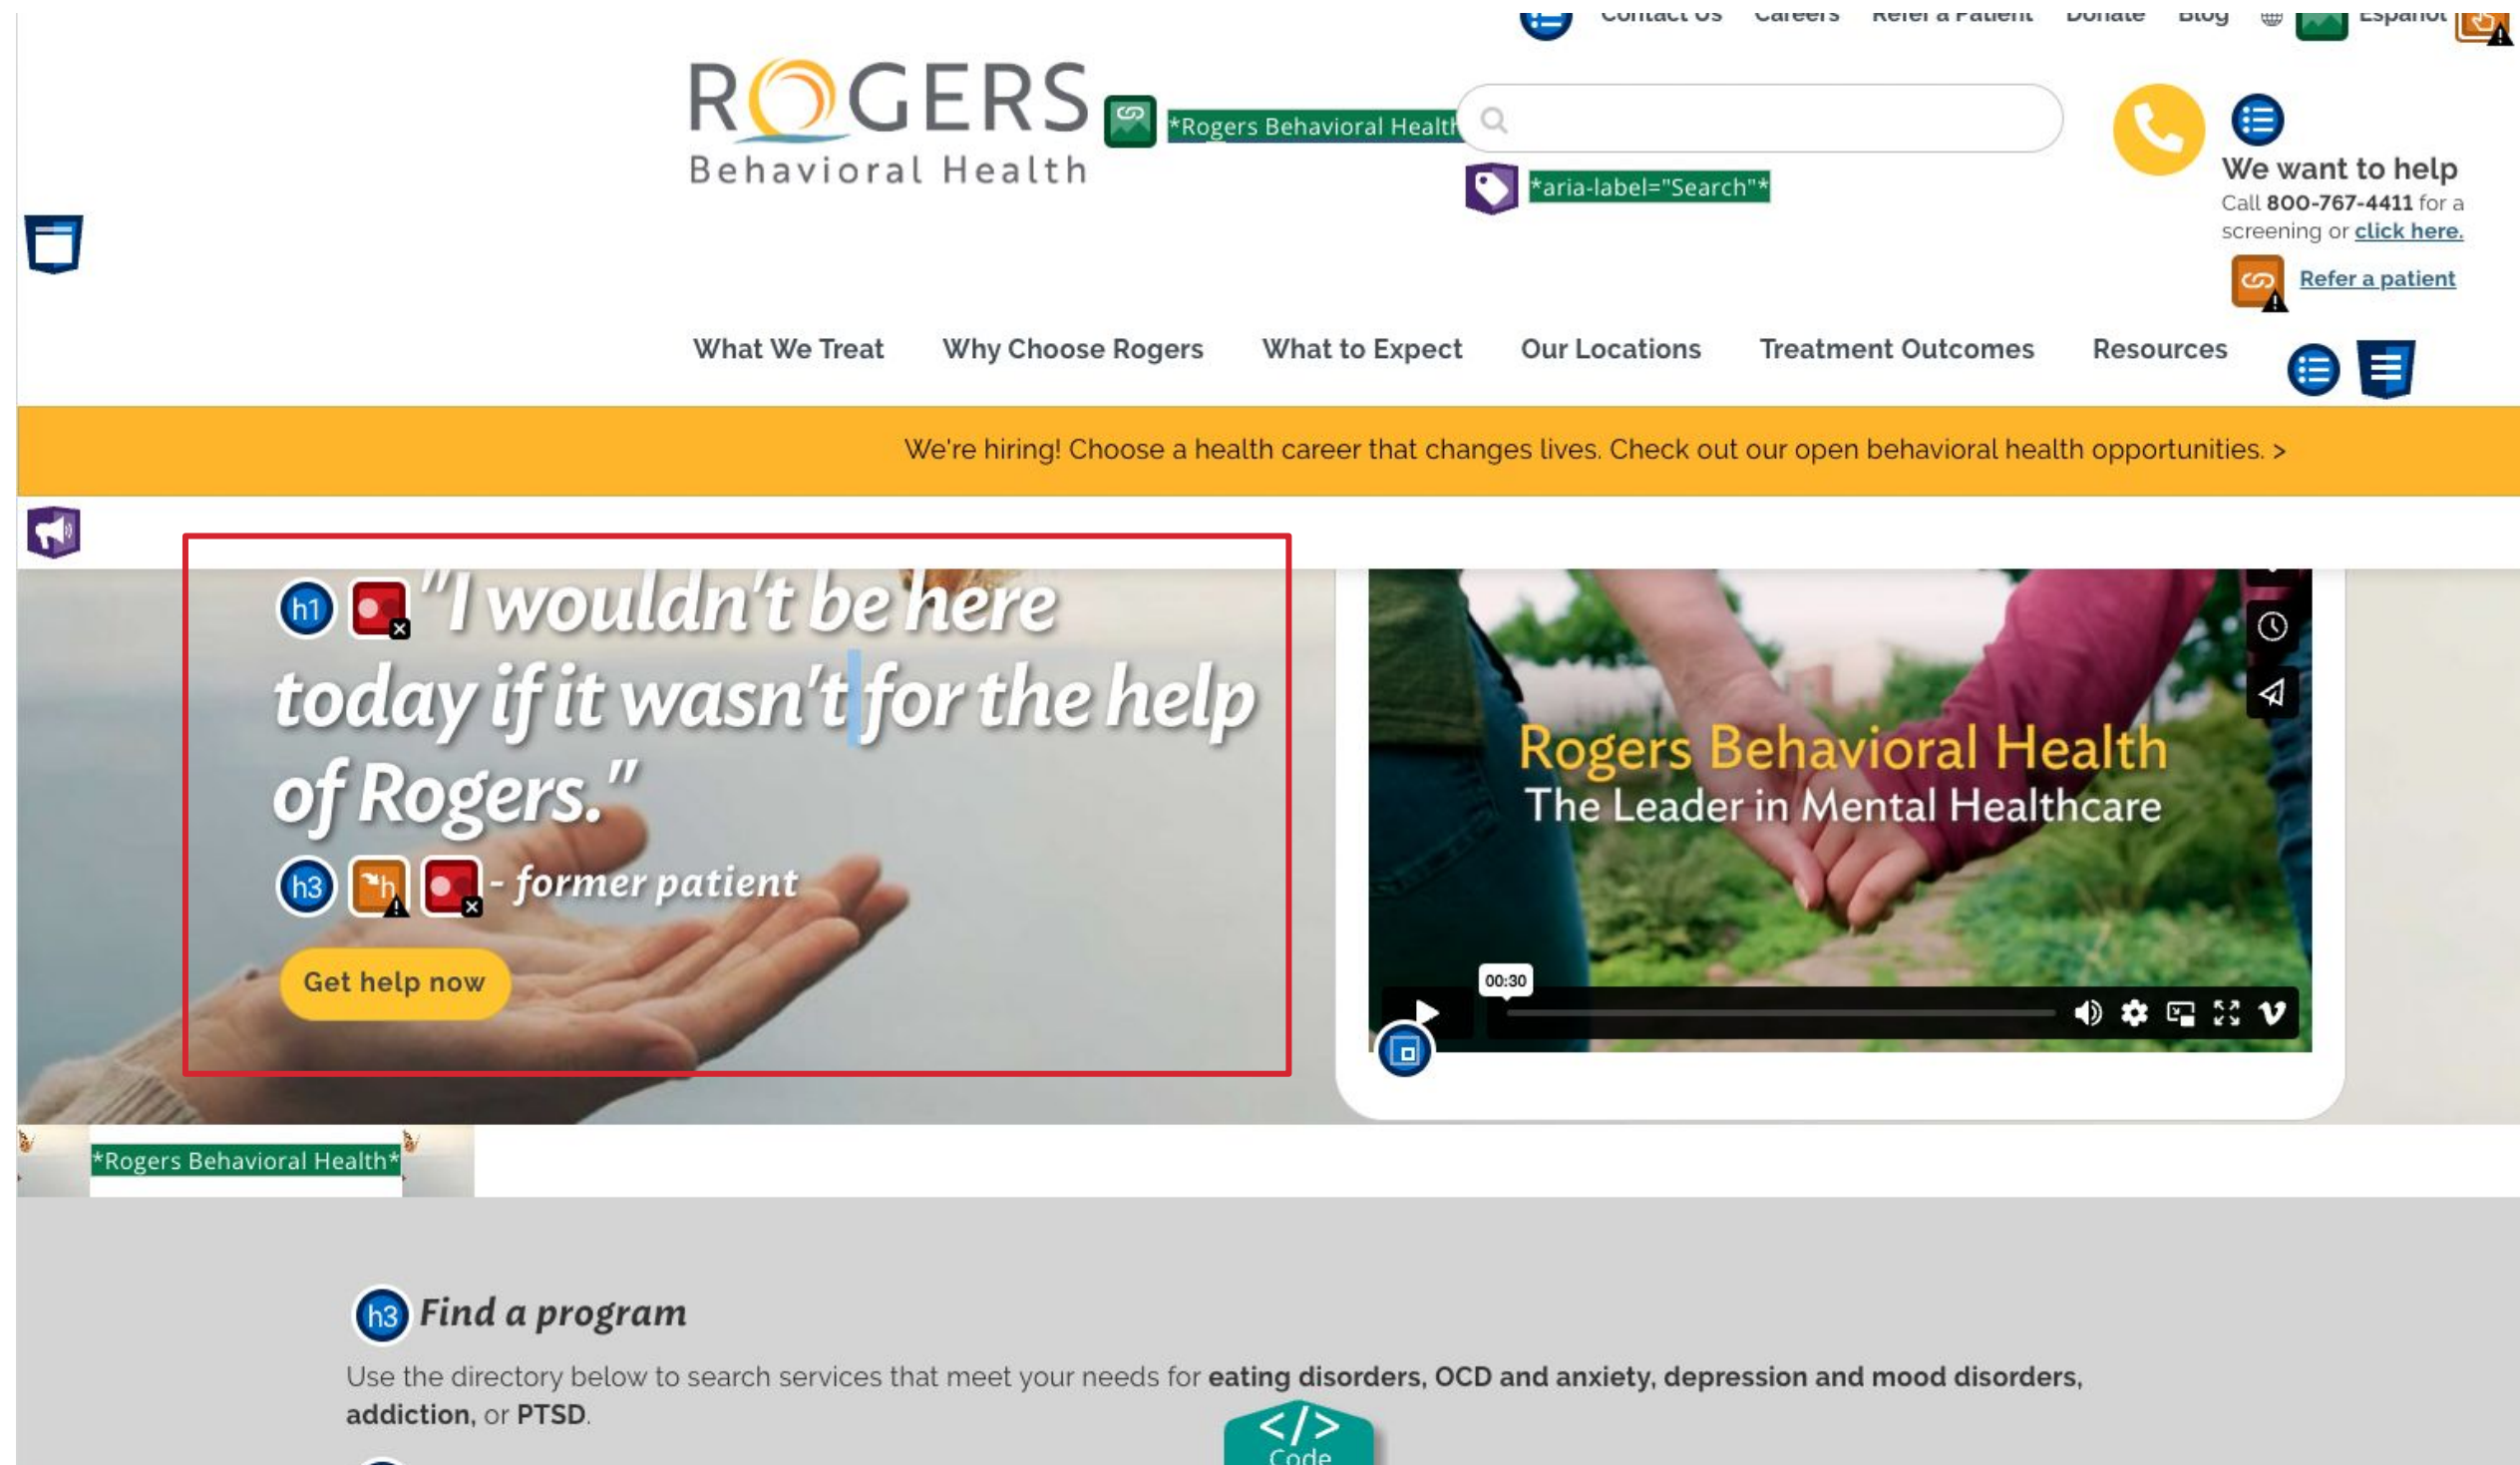 Contact Us Careers Refer a Patient Donate Blog Español
ROGERS
Behavioral Health
*Rogers Behavioral Health
*aria-label="Search"*
We want to help
Call 800-767-4411 for a
screening or click here.
Refer a patient
What We Treat Why Choose Rogers What to Expect Our Locations Treatment Outcomes Resources
We're hiring! Choose a health career that changes lives. Check out our open behavioral health opportunities. >
h1 "I wouldn't be here
today if it wasn't for the help
of Rogers."
h3 h - former patient
Get help now
Rogers Behavioral Health
The Leader in Mental Healthcare
00:30
*Rogers Behavioral Health*
h3 Find a program
Use the directory below to search services that meet your needs for eating disorders, OCD and anxiety, depression and mood disorders,
addiction, or PTSD.
</>
Code